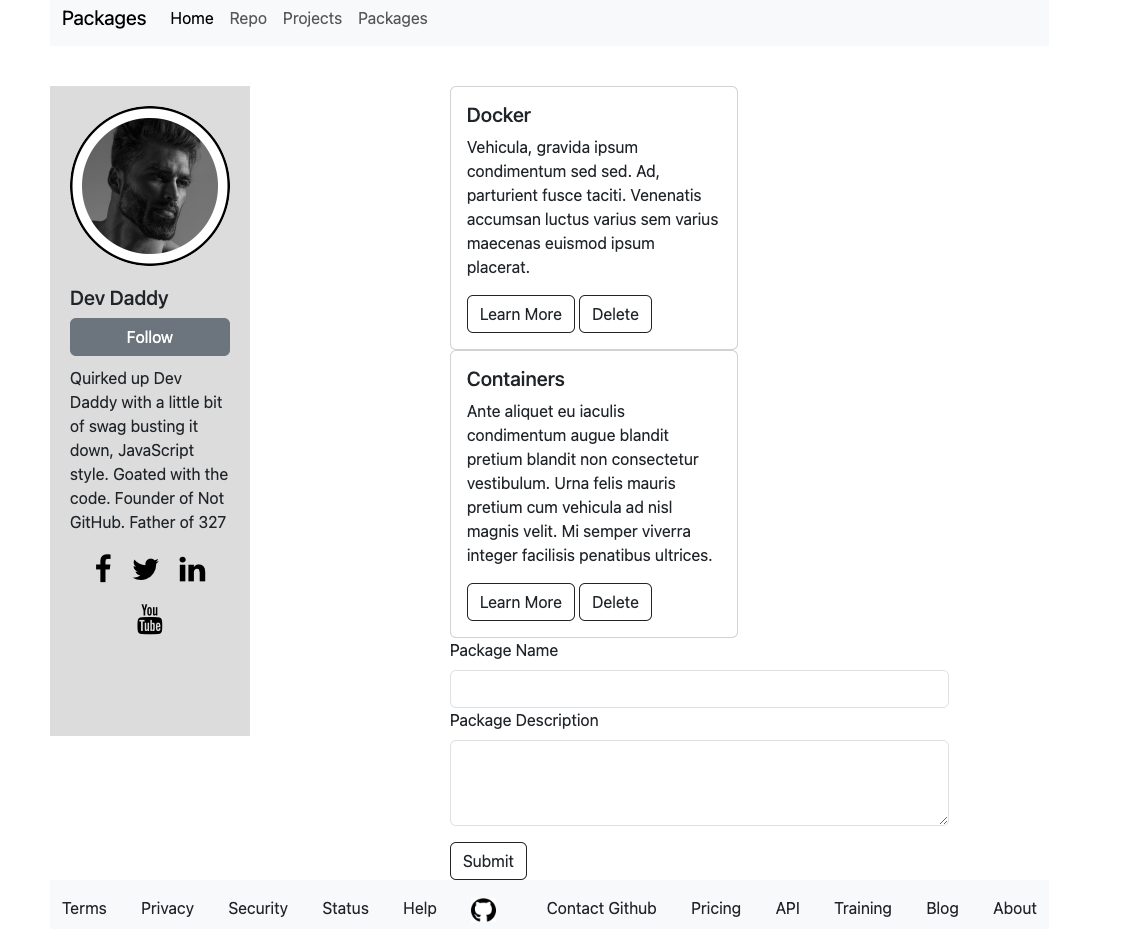 Packages Home Repo Projects Packages
Dev Daddy
Follow
Quirked up Dev
Daddy with a little bit
of swag busting it
down, JavaScript
style. Goated with the
code. Founder of Not
GitHub. Father of 327
You
Tube
Docker
Vehicula, gravida ipsum
condimentum sed sed. Ad,
parturient fusce taciti. Venenatis
accumsan luctus varius sem varius
maecenas euismod ipsum
placerat.
Learn More Delete
Containers
Ante aliquet eu iaculis
condimentum augue blandit
pretium blandit non consectetur
vestibulum. Urna felis mauris
pretium cum vehicula ad nisl
magnis velit. Mi semper viverra
integer facilisis penatibus ultrices.
Learn More Delete
Package Name
Package Description
Submit
Terms Privacy Security Status Help Contact Github Pricing API Training Blog About